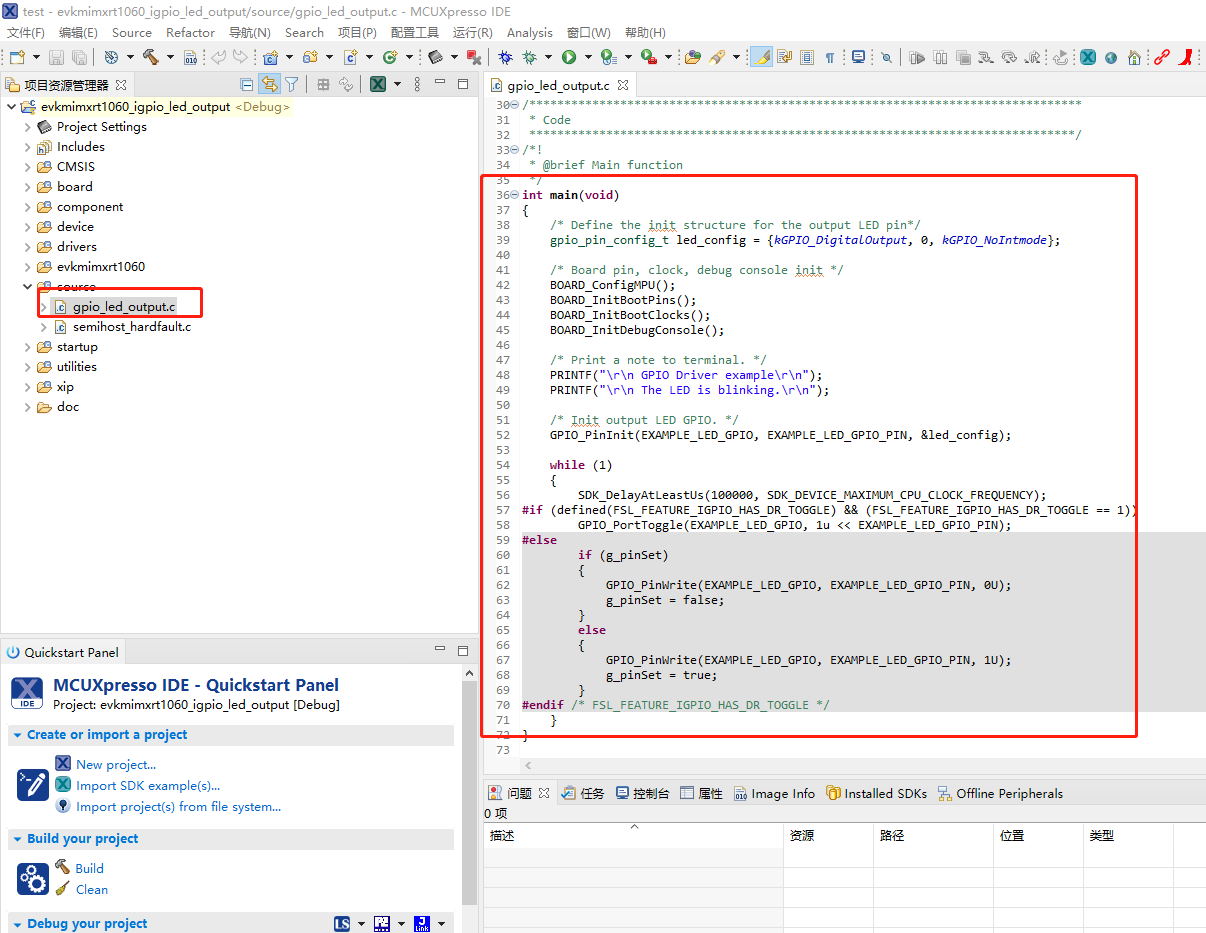 test - evkmimxrt1060_igpio_led_output/source/gpio_led_output.c - MCUXpresso IDE
文件(F) 编辑(E) Source Refactor 导航(N) Search 项目(P) 配置工具 运行(R) Analysis 窗口(W) 帮助(H)
项目资源管理器
evkmimxrt1060_igpio_led_output <Debug>
Project Settings
Includes
CMSIS
board
component
device
drivers
evkmimxrt1060
source
gpio_led_output.c
semihost_hardfault.c
startup
utilities
xip
doc
Quickstart Panel
IDE
MCUXpresso IDE - Quickstart Panel
Project: evkmimxrt1060_igpio_led_output [Debug]
Create or import a project
New project...
Import SDK example(s)...
Import project(s) from file system...
Build your project
Build
Clean
Debug your project
LS
Link
gpio_led_output.c
30 /*******************************************************************************
31  * Code
32  ******************************************************************************/
33 /*!
34  * @brief Main function
35  */
36 int main(void)
37 {
38     /* Define the init structure for the output LED pin*/
39     gpio_pin_config_t led_config = {kGPIO_DigitalOutput, 0, kGPIO_NoIntmode};
40
41     /* Board pin, clock, debug console init */
42     BOARD_ConfigMPU();
43     BOARD_InitBootPins();
44     BOARD_InitBootClocks();
45     BOARD_InitDebugConsole();
46
47     /* Print a note to terminal. */
48     PRINTF("\r\n GPIO Driver example\r\n");
49     PRINTF("\r\n The LED is blinking.\r\n");
50
51     /* Init output LED GPIO. */
52     GPIO_PinInit(EXAMPLE_LED_GPIO, EXAMPLE_LED_GPIO_PIN, &led_config);
53
54     while (1)
55     {
56         SDK_DelayAtLeastUs(100000, SDK_DEVICE_MAXIMUM_CPU_CLOCK_FREQUENCY);
57 #if (defined(FSL_FEATURE_IGPIO_HAS_DR_TOGGLE) && (FSL_FEATURE_IGPIO_HAS_DR_TOGGLE == 1))
58         GPIO_PortToggle(EXAMPLE_LED_GPIO, 1u << EXAMPLE_LED_GPIO_PIN);
59 #else
60         if (g_pinSet)
61         {
62             GPIO_PinWrite(EXAMPLE_LED_GPIO, EXAMPLE_LED_GPIO_PIN, 0U);
63             g_pinSet = false;
64         }
65         else
66         {
67             GPIO_PinWrite(EXAMPLE_LED_GPIO, EXAMPLE_LED_GPIO_PIN, 1U);
68             g_pinSet = true;
69         }
70 #endif /* FSL_FEATURE_IGPIO_HAS_DR_TOGGLE */
71     }
72 }
73
问题 任务 控制台 属性 Image Info Installed SDKs Offline Peripherals
0 项
描述 资源 路径 位置 类型